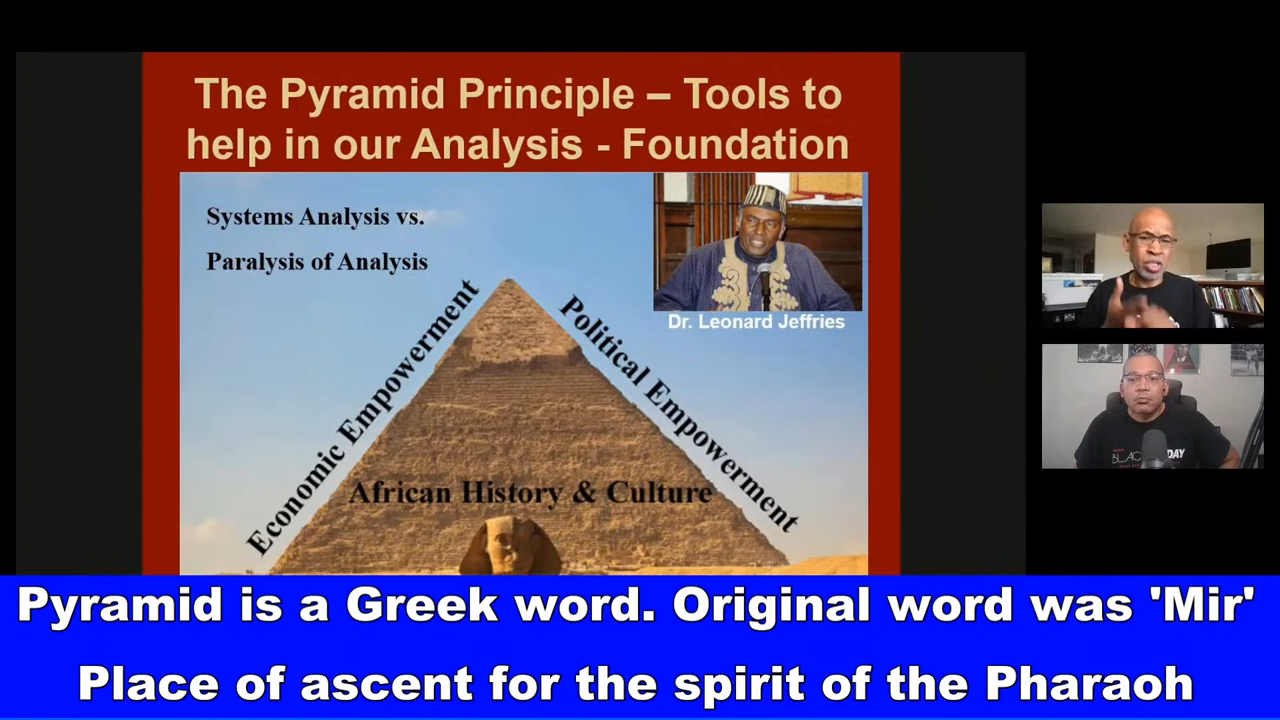 The Pyramid Principle – Tools to
help in our Analysis - Foundation
Systems Analysis vs.
Paralysis of Analysis
Economic Empowerment
Political Empowerment
African History & Culture
Dr. Leonard Jeffries
DAY
Pyramid is a Greek word. Original word was 'Mir'
Place of ascent for the spirit of the Pharaoh